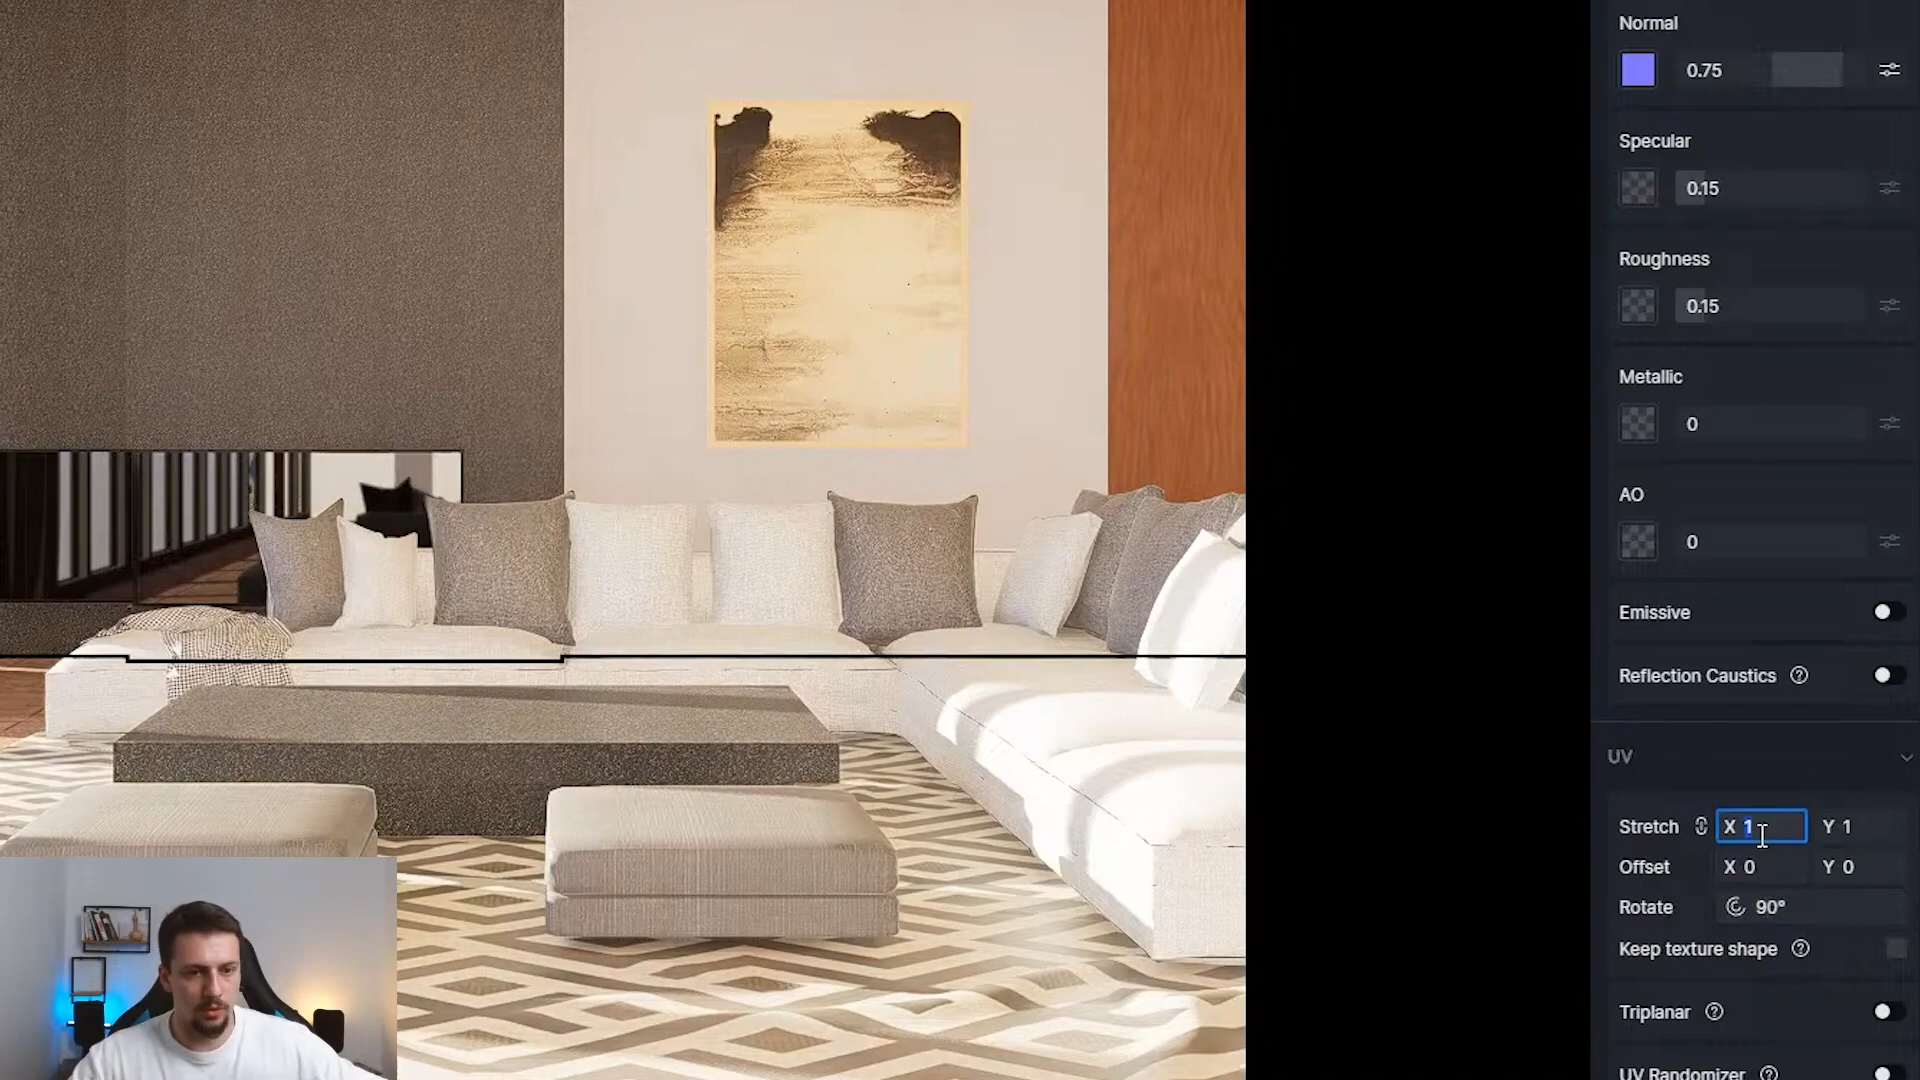 Normal
0.75
Specular
0.15
Roughness
0.15
Metallic
0
AO
0
Emissive
Reflection Caustics ?
UV
Stretch X 1 Y 1
Offset X 0 Y 0
Rotate 90°
Keep texture shape ?
Triplanar ?
UV Randomizer ?